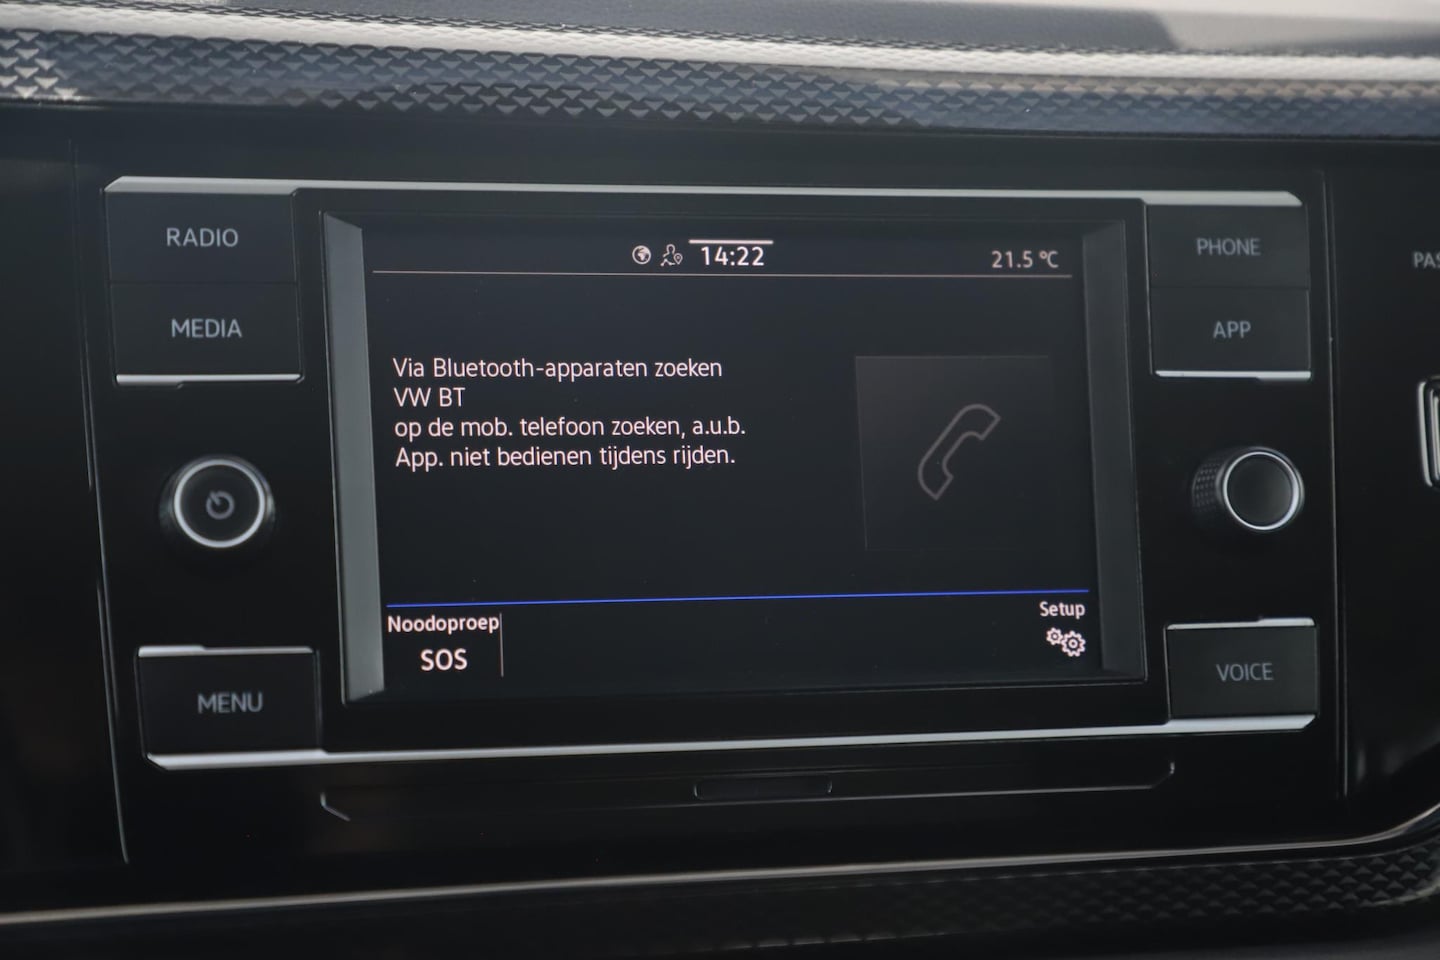 RADIO
MEDIA
MENU
14:22
21.5 °C
Via Bluetooth-apparaten zoeken
VW BT
op de mob. telefoon zoeken, a.u.b.
App. niet bedienen tijdens rijden.
Noodoproep
SOS
Setup
PHONE
APP
VOICE